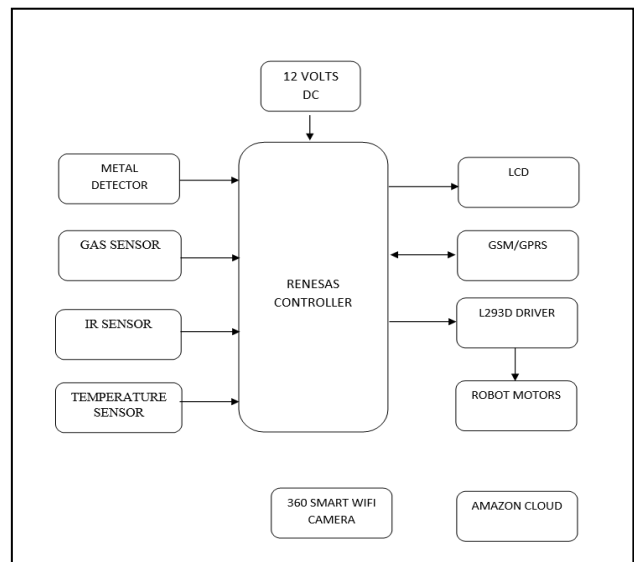 12 VOLTS
DC
METAL
DETECTOR
GAS SENSOR
IR SENSOR
TEMPERATURE
SENSOR
RENESAS
CONTROLLER
LCD
GSM/GPRS
L293D DRIVER
ROBOT MOTORS
360 SMART WIFI
CAMERA
AMAZON CLOUD